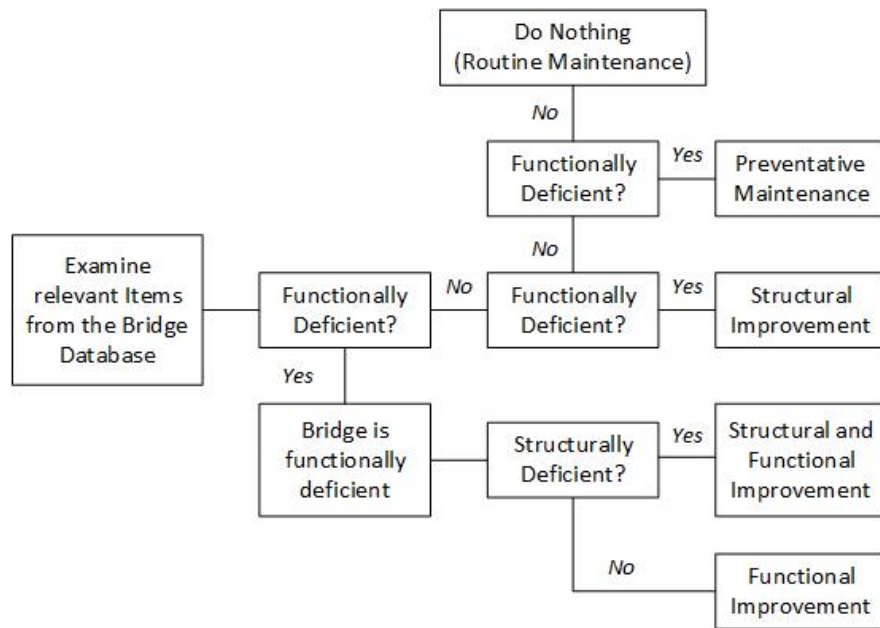 Do Nothing
(Routine Maintenance)
No
Functionally
Deficient?
Yes
Preventative
Maintenance
No
Examine
relevant Items
from the Bridge
Database
Functionally
Deficient?
No
Functionally
Deficient?
Yes
Structural
Improvement
Yes
Bridge is
functionally
deficient
Structurally
Deficient?
Yes
Structural and
Functional
Improvement
No
Functional
Improvement